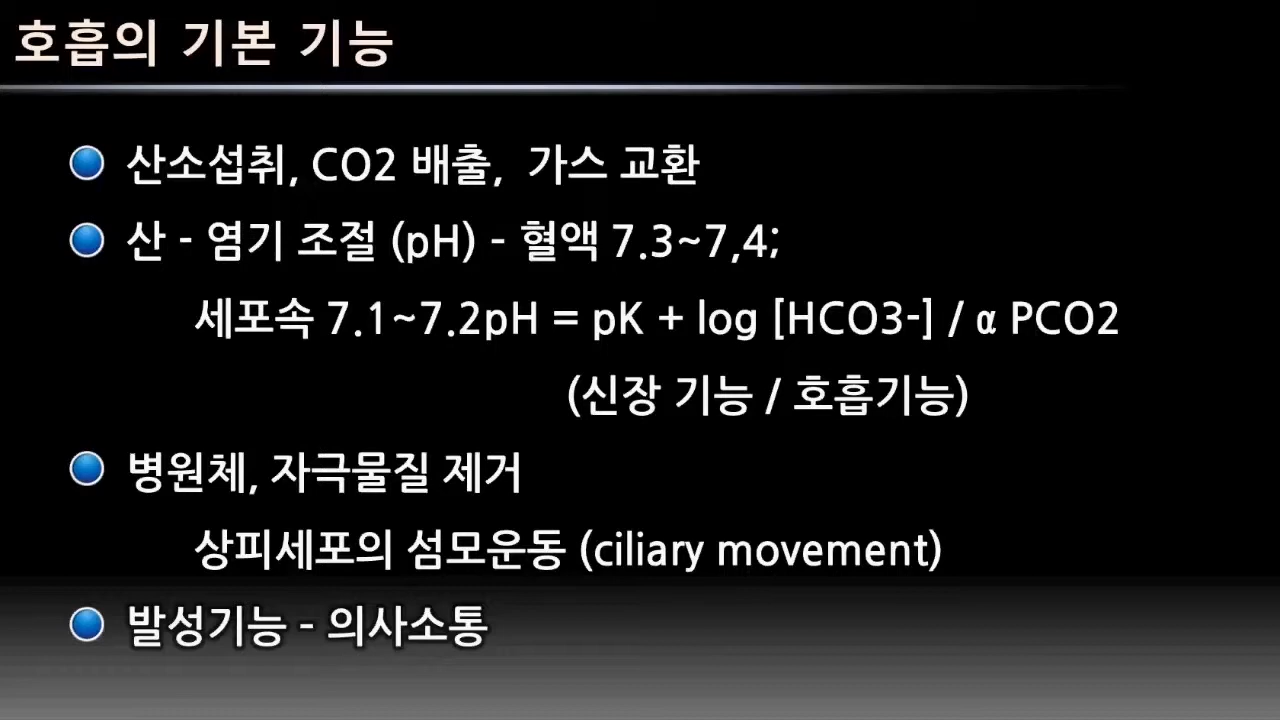 호흡의 기본 기능
산소섭취, CO2 배출, 가스 교환
산 - 염기 조절 (pH) - 혈액 7.3~7,4;
세포속 7.1~7.2pH = pK + log [HCO3-] / α PCO2
(신장 기능 / 호흡기능)
병원체, 자극물질 제거
상피세포의 섬모운동 (ciliary movement)
발성기능 - 의사소통